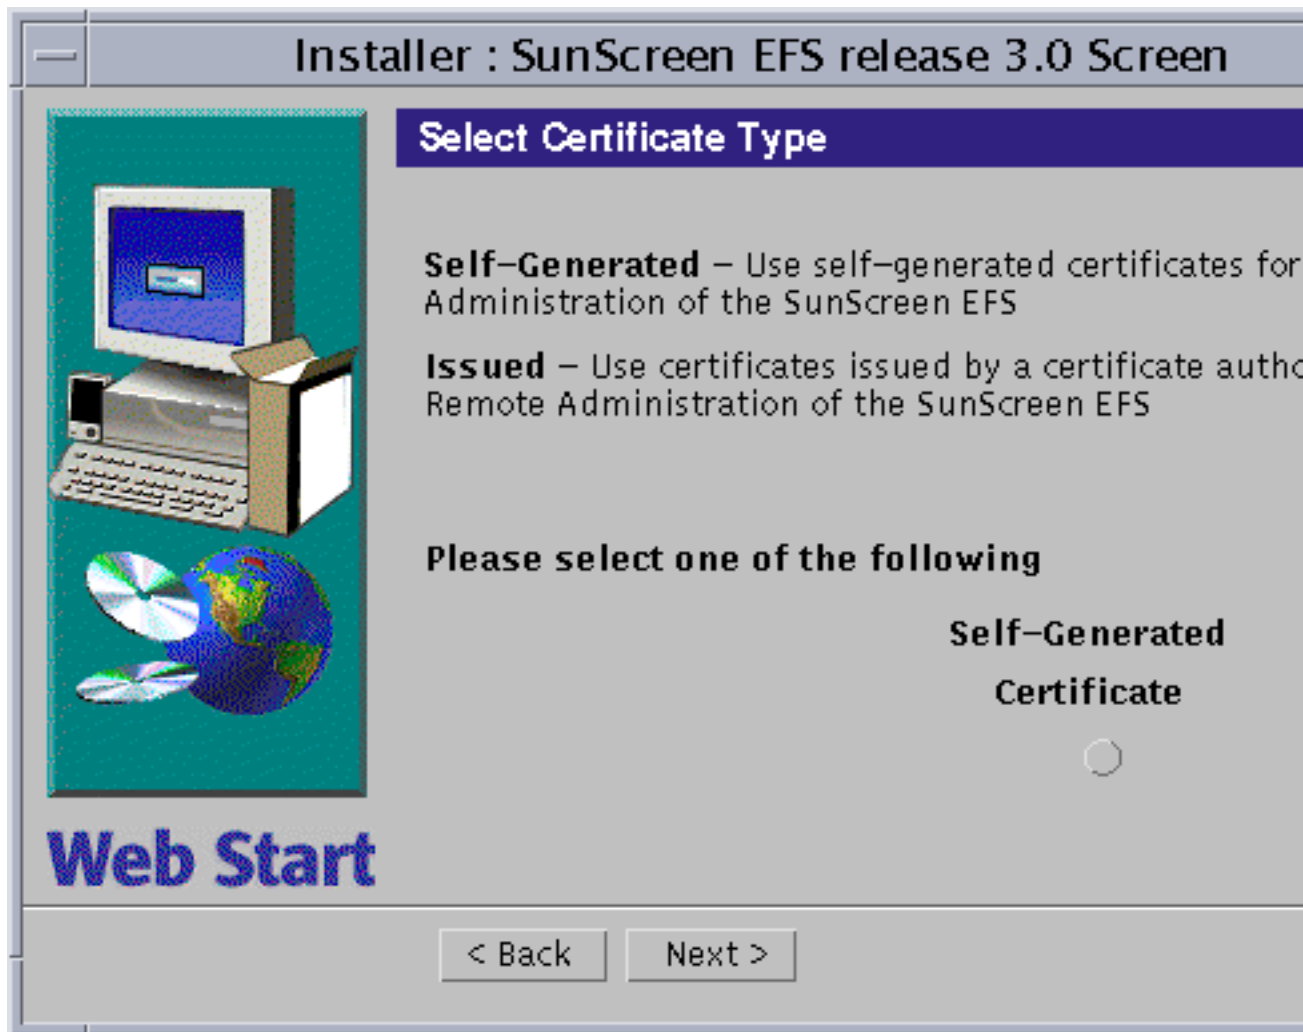 Installer : SunScreen EFS release 3.0 Screen
Select Certificate Type
Self-Generated – Use self-generated certificates for
Administration of the SunScreen EFS
Issued – Use certificates issued by a certificate autho
Remote Administration of the SunScreen EFS
Please select one of the following
Self-Generated
Certificate
Web Start
< Back
Next >